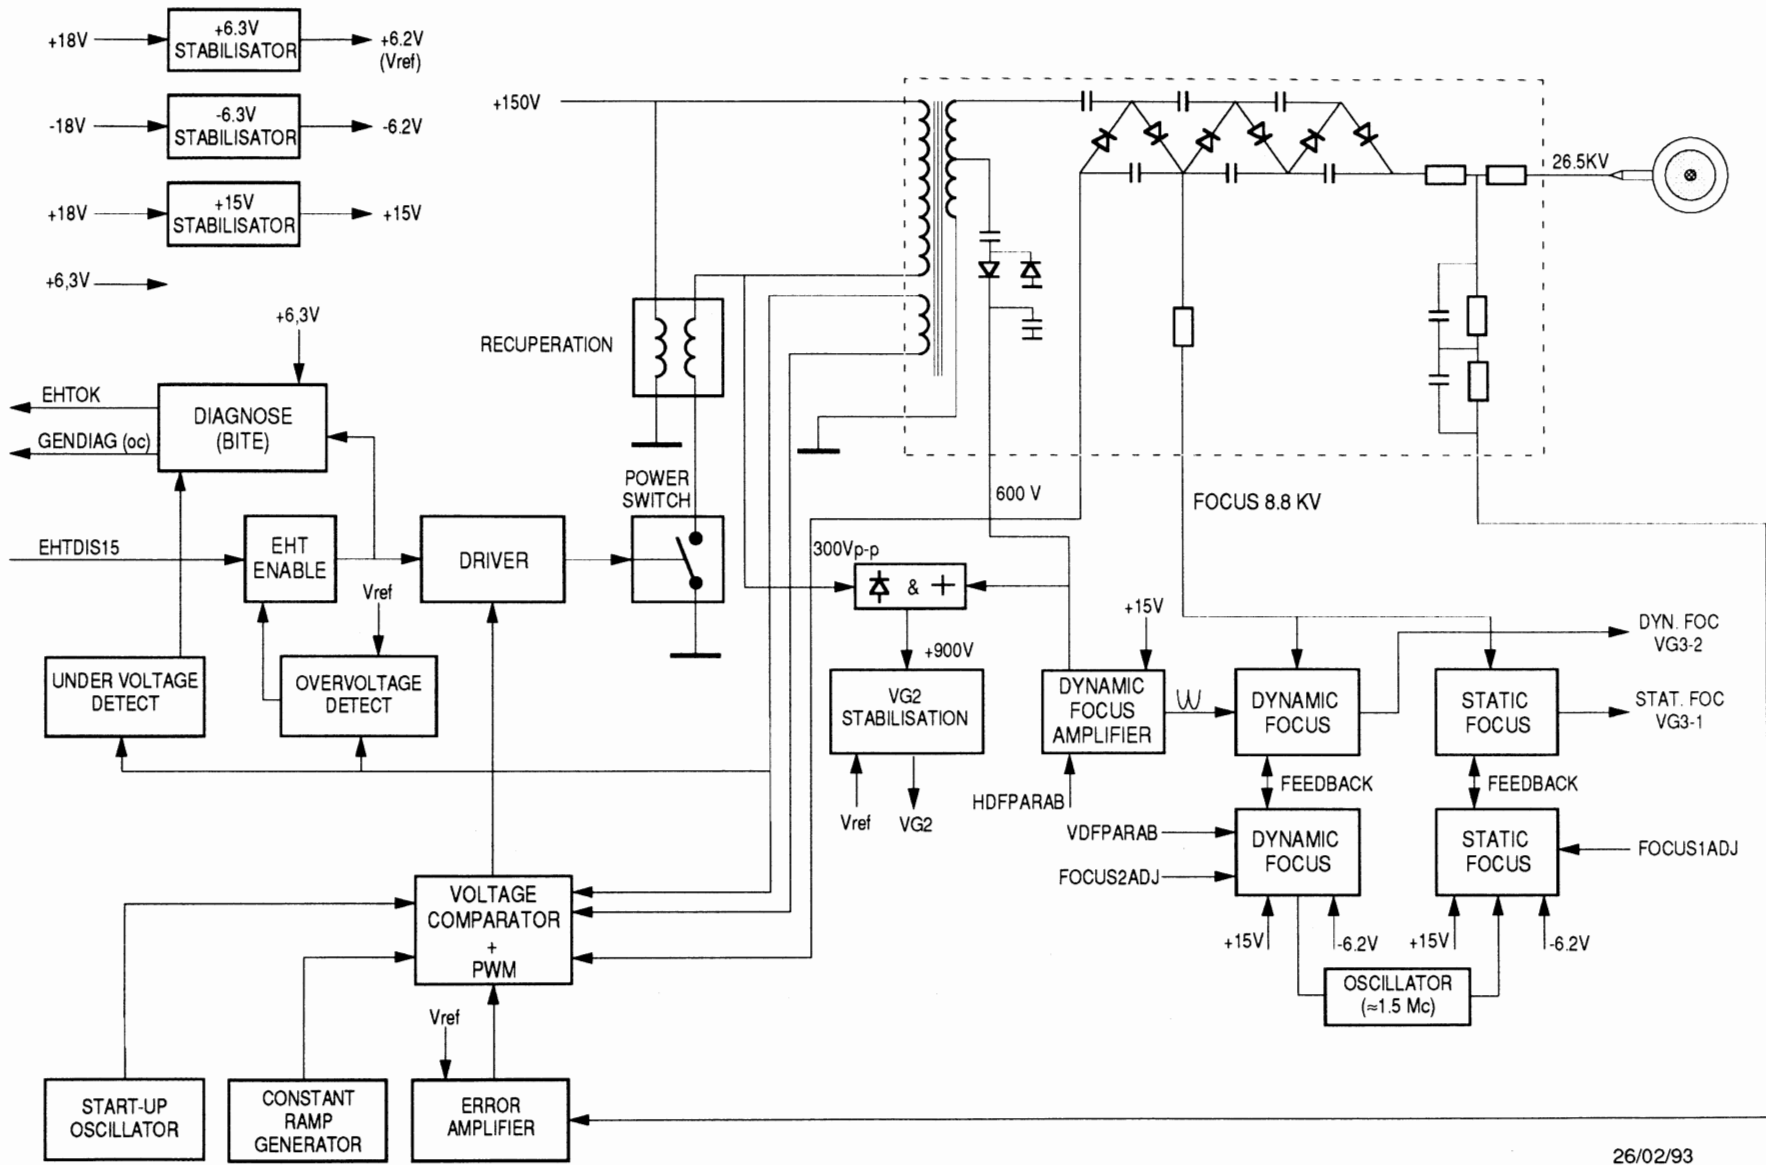 +18V
+6.3V
STABILISATOR
+6.2V
(Vref)
-18V
-6.3V
STABILISATOR
-6.2V
+18V
+15V
STABILISATOR
+15V
+6,3V
+150V
26.5KV
+6,3V
RECUPERATION
EHTOK
GENDIAG (oc)
DIAGNOSE
(BITE)
POWER
SWITCH
600 V
FOCUS 8.8 KV
EHTDIS15
EHT
ENABLE
DRIVER
300Vp-p
&
Vref
+15V
+900V
DYN. FOC
VG3-2
UNDER VOLTAGE
DETECT
OVERVOLTAGE
DETECT
VG2
STABILISATION
DYNAMIC
FOCUS
AMPLIFIER
DYNAMIC
FOCUS
STATIC
FOCUS
STAT. FOC
VG3-1
FEEDBACK
FEEDBACK
HDFPARAB
Vref
VG2
VDFPARAB
FOCUS2ADJ
DYNAMIC
FOCUS
STATIC
FOCUS
FOCUS1ADJ
VOLTAGE
COMPARATOR
+
PWM
+15V
-6.2V
+15V
-6.2V
OSCILLATOR
(≈1.5 Mc)
Vref
START-UP
OSCILLATOR
CONSTANT
RAMP
GENERATOR
ERROR
AMPLIFIER
26/02/93